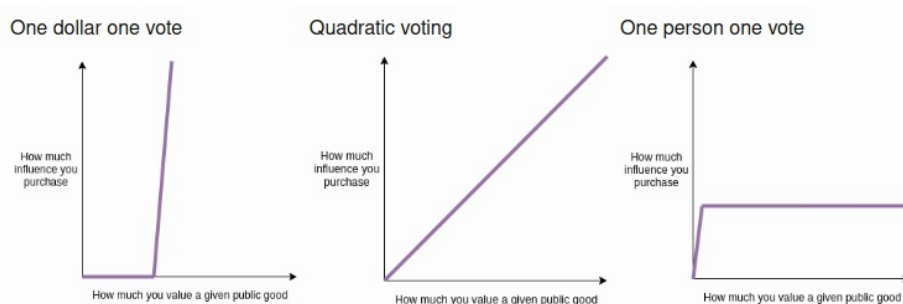 One dollar one vote
Quadratic voting
One person one vote
How much
influence you
purchase
How much you value a given public good
How much
influence you
purchase
How much you value a given public good
How much
influence you
purchase
How much you value a given public good